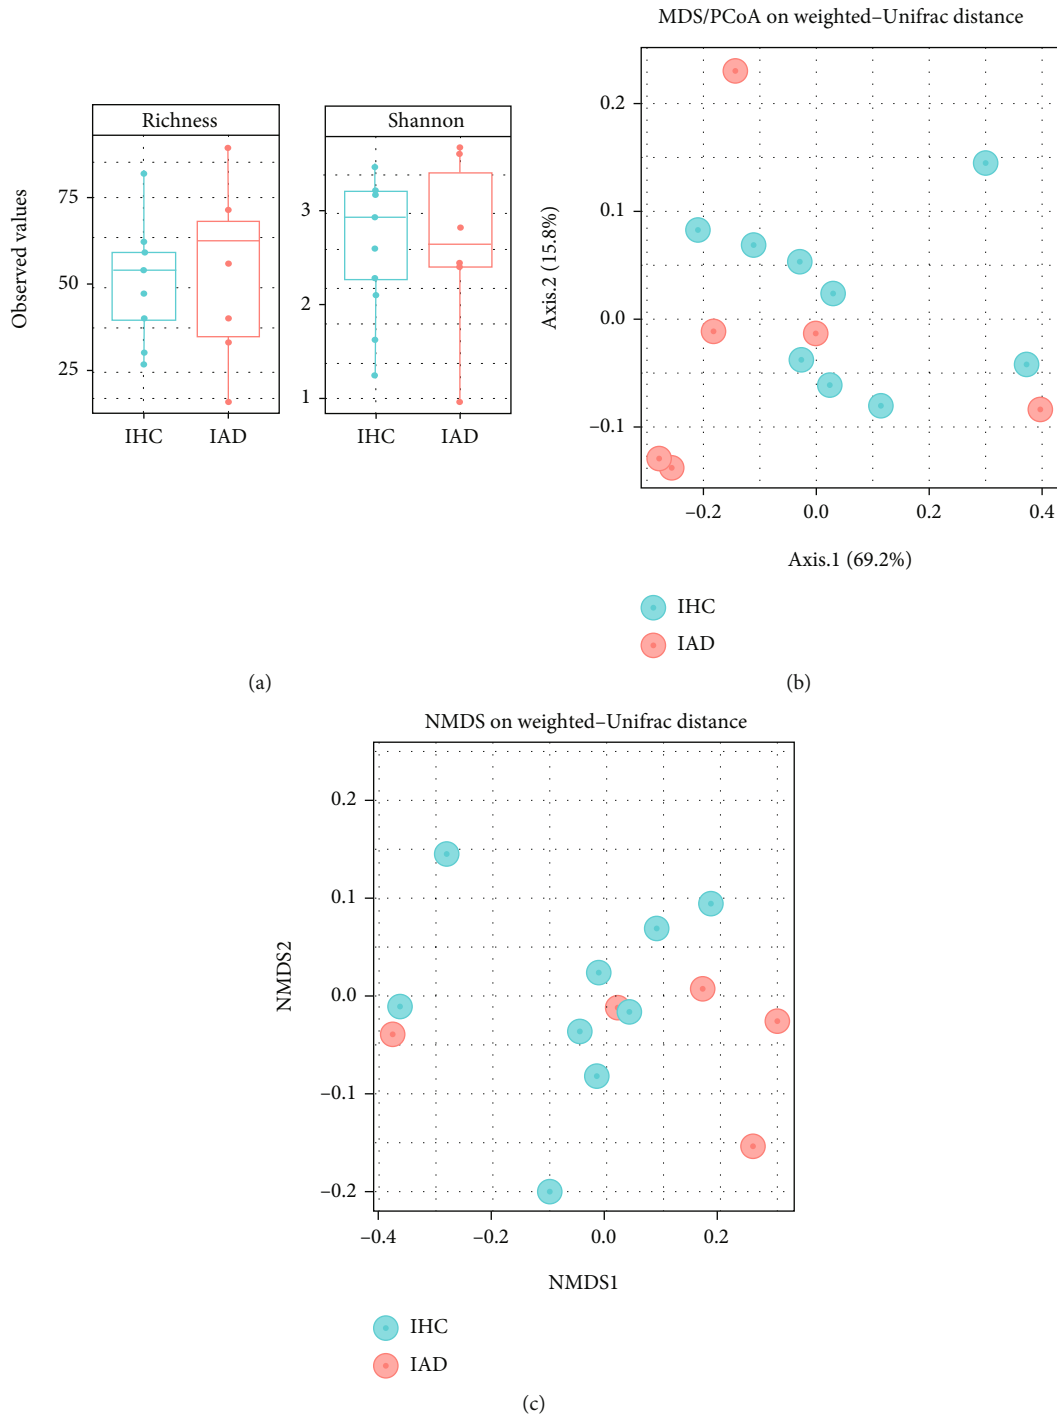 Richness
Shannon
Observed values
75
50
25
3
2
1
IHC
IAD
IHC
IAD
(a)
MDS/PCoA on weighted–Unifrac distance
Axis.2 (15.8%)
0.2
0.1
0.0
–0.1
–0.2
0.0
0.2
0.4
Axis.1 (69.2%)
IHC
IAD
(b)
NMDS on weighted–Unifrac distance
NMDS2
0.2
0.1
0.0
–0.1
–0.2
–0.4
–0.2
0.0
0.2
NMDS1
IHC
IAD
(c)